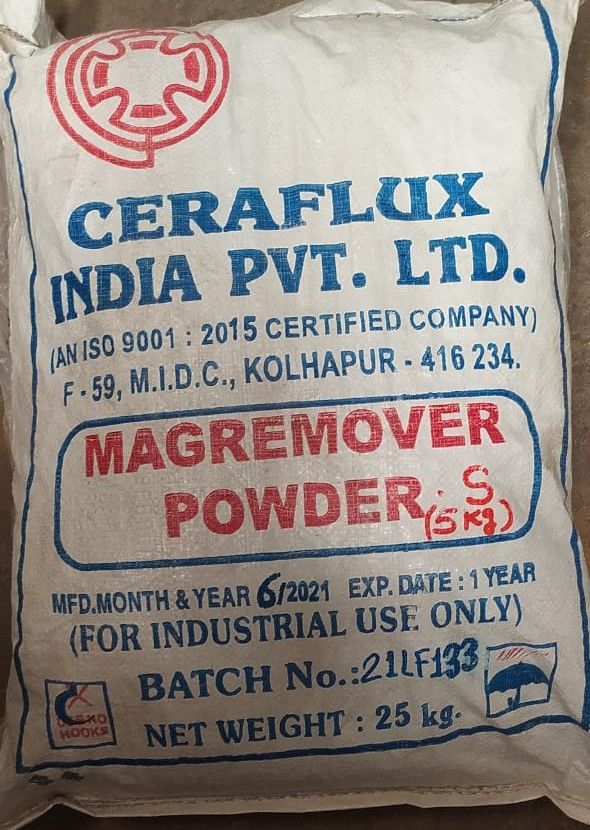 CERAFLUX
INDIA PVT. LTD.
(AN ISO 9001 : 2015 CERTIFIED COMPANY)
F - 59, M.I.D.C., KOLHAPUR - 416 234.
MAGREMOVER
POWDER. S
(5 kg)
MFD.MONTH & YEAR 6/2021 EXP. DATE : 1 YEAR
(FOR INDUSTRIAL USE ONLY)
BATCH No.:21LF133
NET WEIGHT : 25 kg.
HOOKS